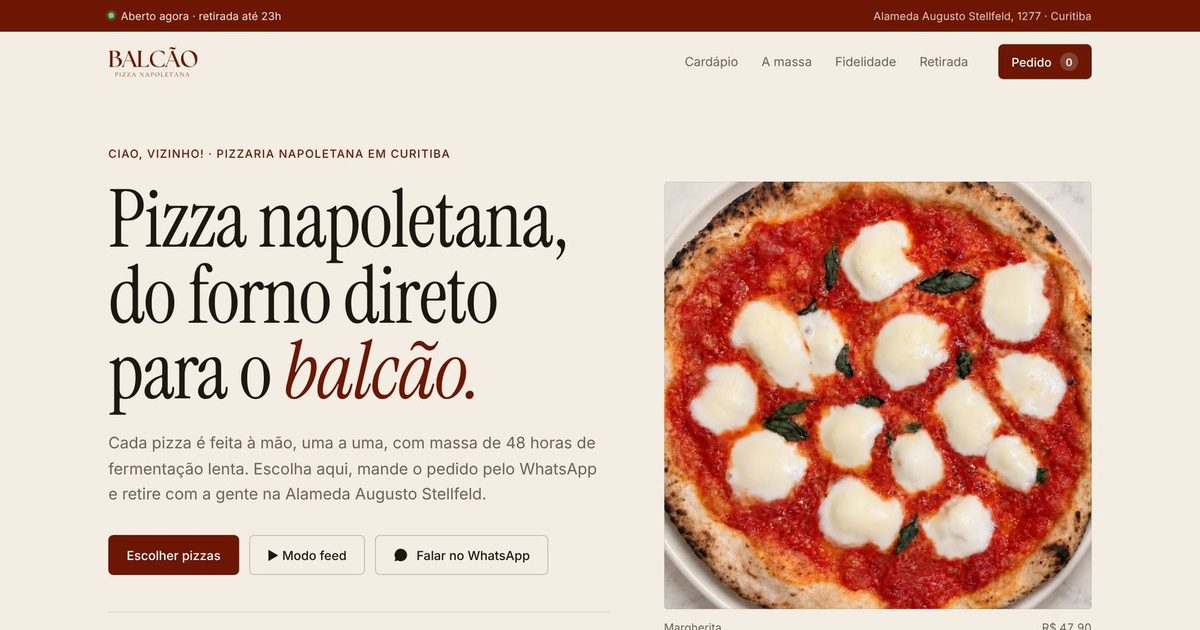 Aberto agora · retirada até 23h
Alameda Augusto Stellfeld, 1277 · Curitiba
BALCÃO
PIZZA NAPOLETANA
Cardápio
A massa
Fidelidade
Retirada
Pedido 0
CIAO, VIZINHO! · PIZZARIA NAPOLETANA EM CURITIBA
Pizza napoletana,
do forno direto
para o balcão.
Cada pizza é feita à mão, uma a uma, com massa de 48 horas de
fermentação lenta. Escolha aqui, mande o pedido pelo WhatsApp
e retire com a gente na Alameda Augusto Stellfeld.
Escolher pizzas
Modo feed
Falar no WhatsApp
Margherita
R$ 47,90